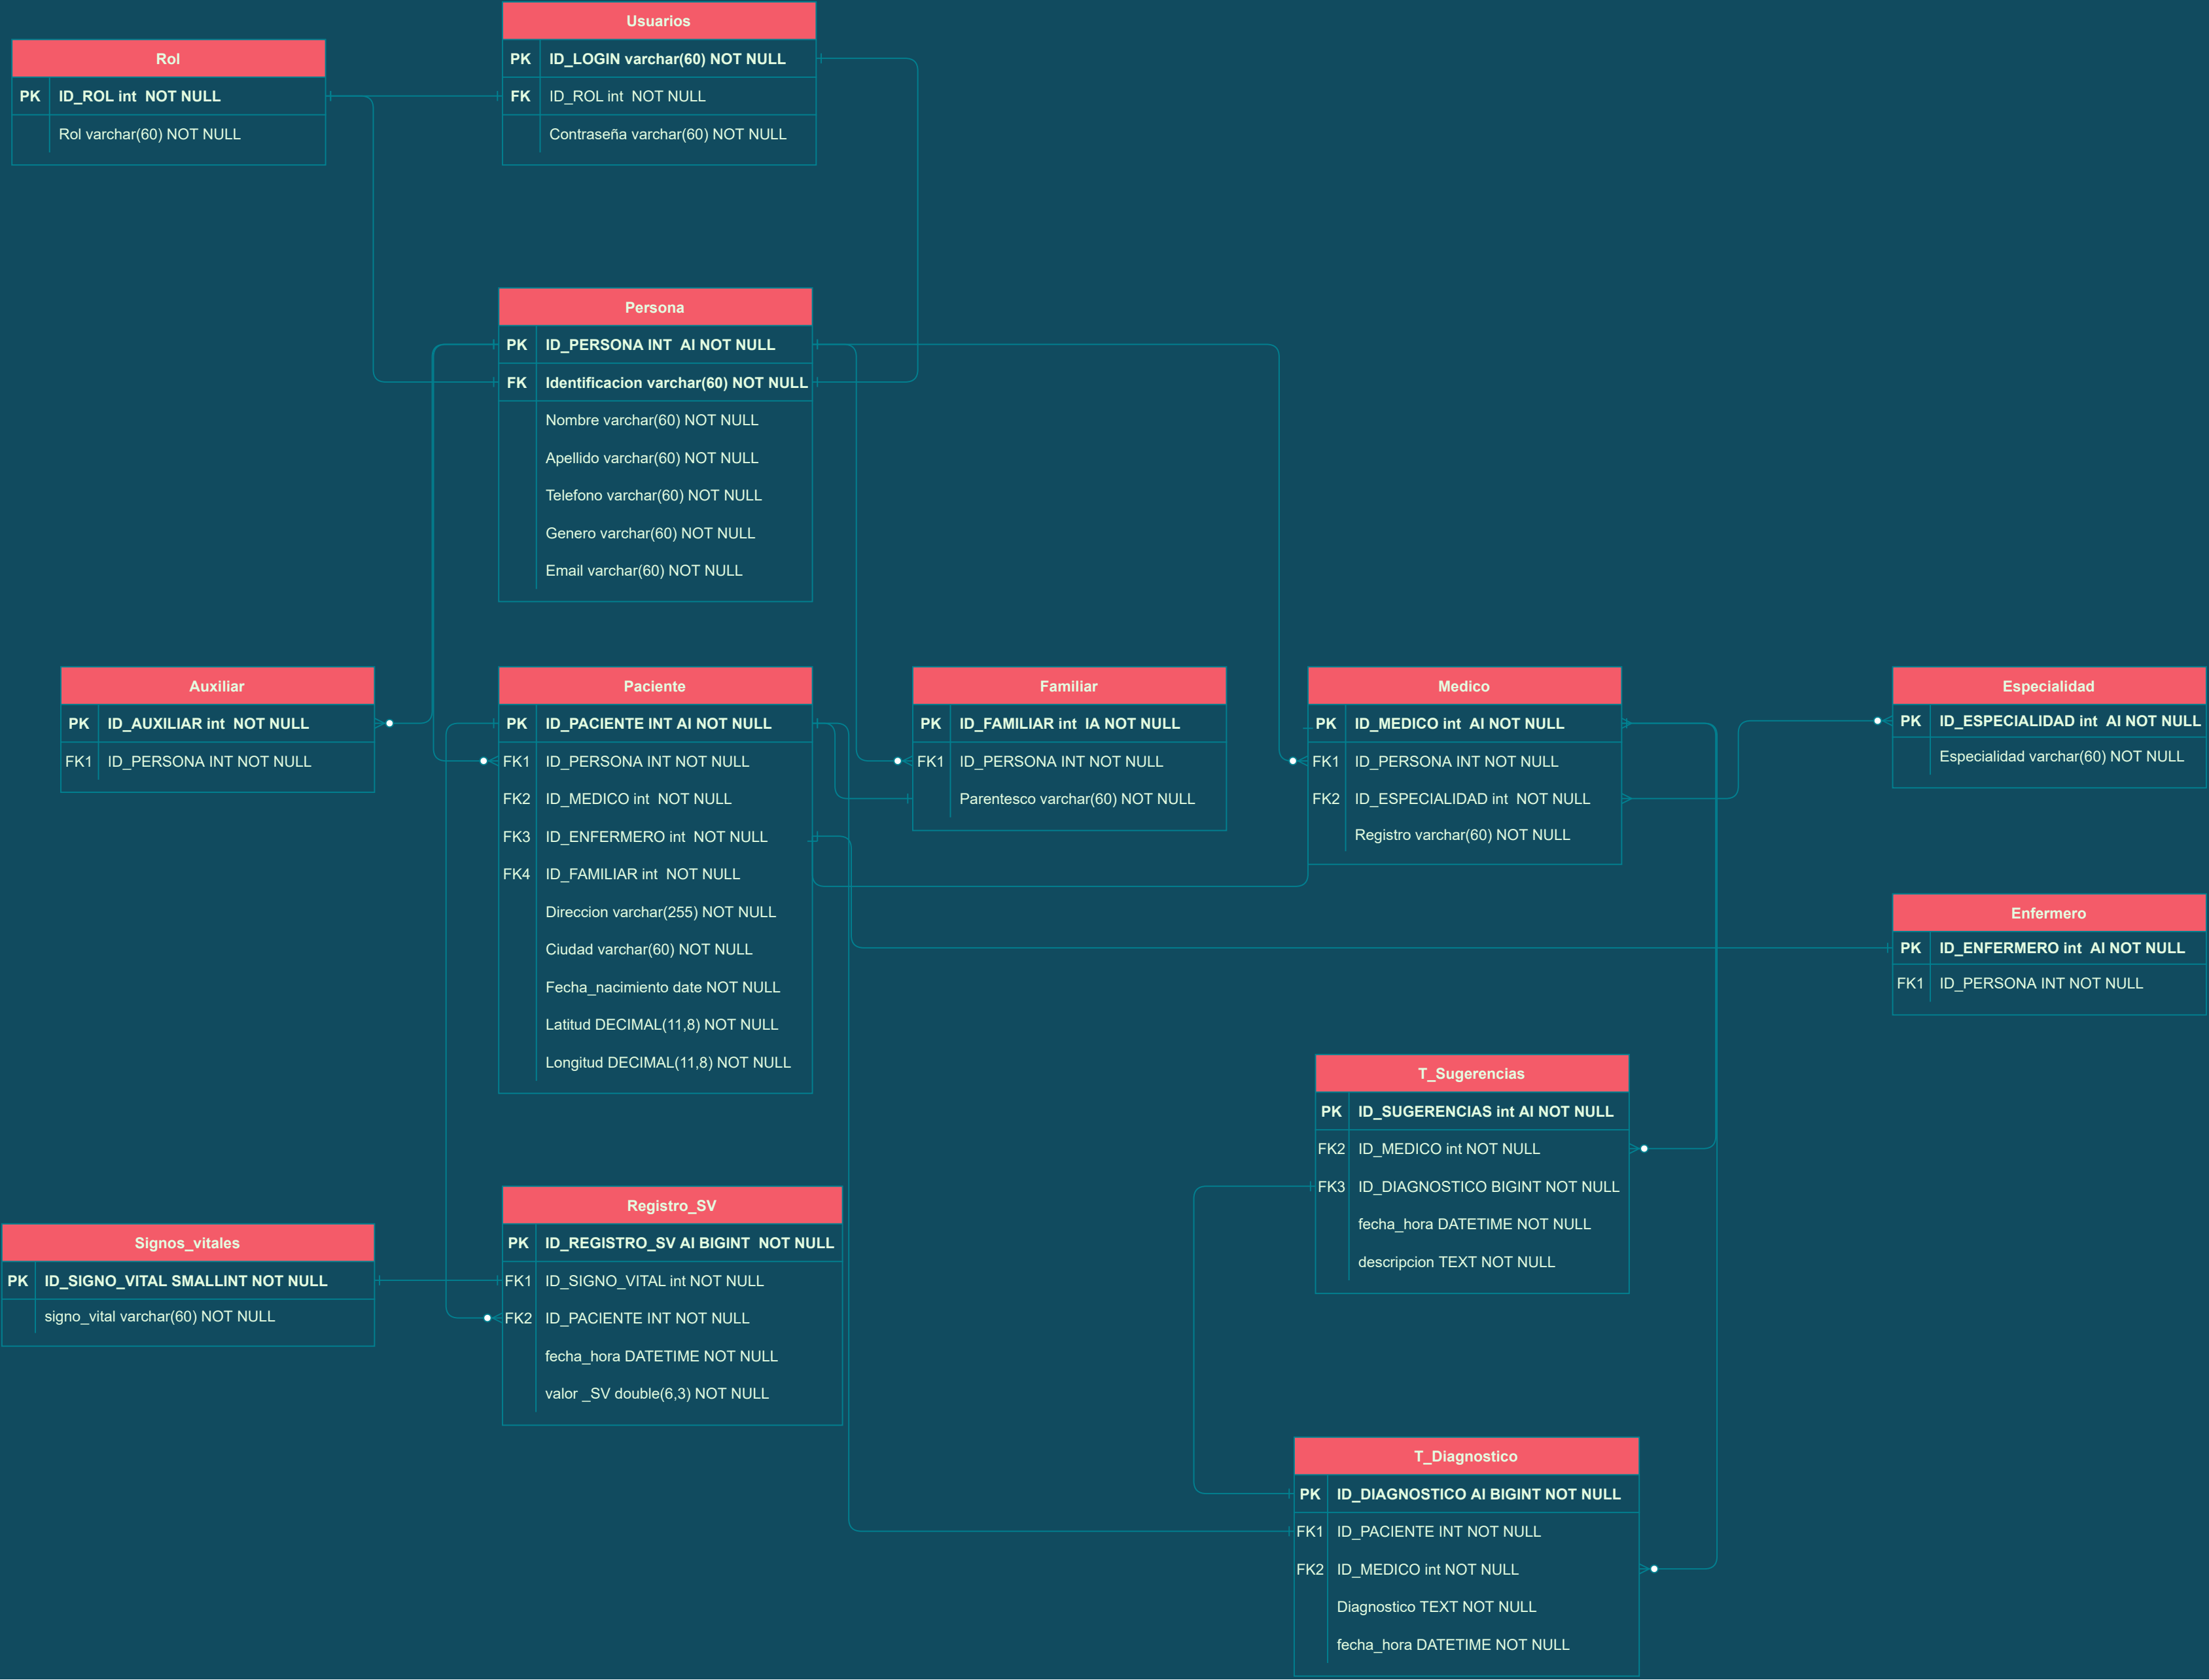 Usuarios
PK ID_LOGIN varchar(60) NOT NULL
FK ID_ROL int NOT NULL
Contraseña varchar(60) NOT NULL
Rol
PK ID_ROL int NOT NULL
Rol varchar(60) NOT NULL
Persona
PK ID_PERSONA INT AI NOT NULL
FK Identificacion varchar(60) NOT NULL
Nombre varchar(60) NOT NULL
Apellido varchar(60) NOT NULL
Telefono varchar(60) NOT NULL
Genero varchar(60) NOT NULL
Email varchar(60) NOT NULL
Auxiliar
PK ID_AUXILIAR int NOT NULL
FK1 ID_PERSONA INT NOT NULL
Paciente
PK ID_PACIENTE INT AI NOT NULL
FK1 ID_PERSONA INT NOT NULL
FK2 ID_MEDICO int NOT NULL
FK3 ID_ENFERMERO int NOT NULL
FK4 ID_FAMILIAR int NOT NULL
Direccion varchar(255) NOT NULL
Ciudad varchar(60) NOT NULL
Fecha_nacimiento date NOT NULL
Latitud DECIMAL(11,8) NOT NULL
Longitud DECIMAL(11,8) NOT NULL
Familiar
PK ID_FAMILIAR int IA NOT NULL
FK1 ID_PERSONA INT NOT NULL
Parentesco varchar(60) NOT NULL
Medico
PK ID_MEDICO int AI NOT NULL
FK1 ID_PERSONA INT NOT NULL
FK2 ID_ESPECIALIDAD int NOT NULL
Registro varchar(60) NOT NULL
Especialidad
PK ID_ESPECIALIDAD int AI NOT NULL
Especialidad varchar(60) NOT NULL
Enfermero
PK ID_ENFERMERO int AI NOT NULL
FK1 ID_PERSONA INT NOT NULL
T_Sugerencias
PK ID_SUGERENCIAS int AI NOT NULL
FK2 ID_MEDICO int NOT NULL
FK3 ID_DIAGNOSTICO BIGINT NOT NULL
fecha_hora DATETIME NOT NULL
descripcion TEXT NOT NULL
Signos_vitales
PK ID_SIGNO_VITAL SMALLINT NOT NULL
signo_vital varchar(60) NOT NULL
Registro_SV
PK ID_REGISTRO_SV AI BIGINT NOT NULL
FK1 ID_SIGNO_VITAL int NOT NULL
FK2 ID_PACIENTE INT NOT NULL
fecha_hora DATETIME NOT NULL
valor _SV double(6,3) NOT NULL
T_Diagnostico
PK ID_DIAGNOSTICO AI BIGINT NOT NULL
FK1 ID_PACIENTE INT NOT NULL
FK2 ID_MEDICO int NOT NULL
Diagnostico TEXT NOT NULL
fecha_hora DATETIME NOT NULL